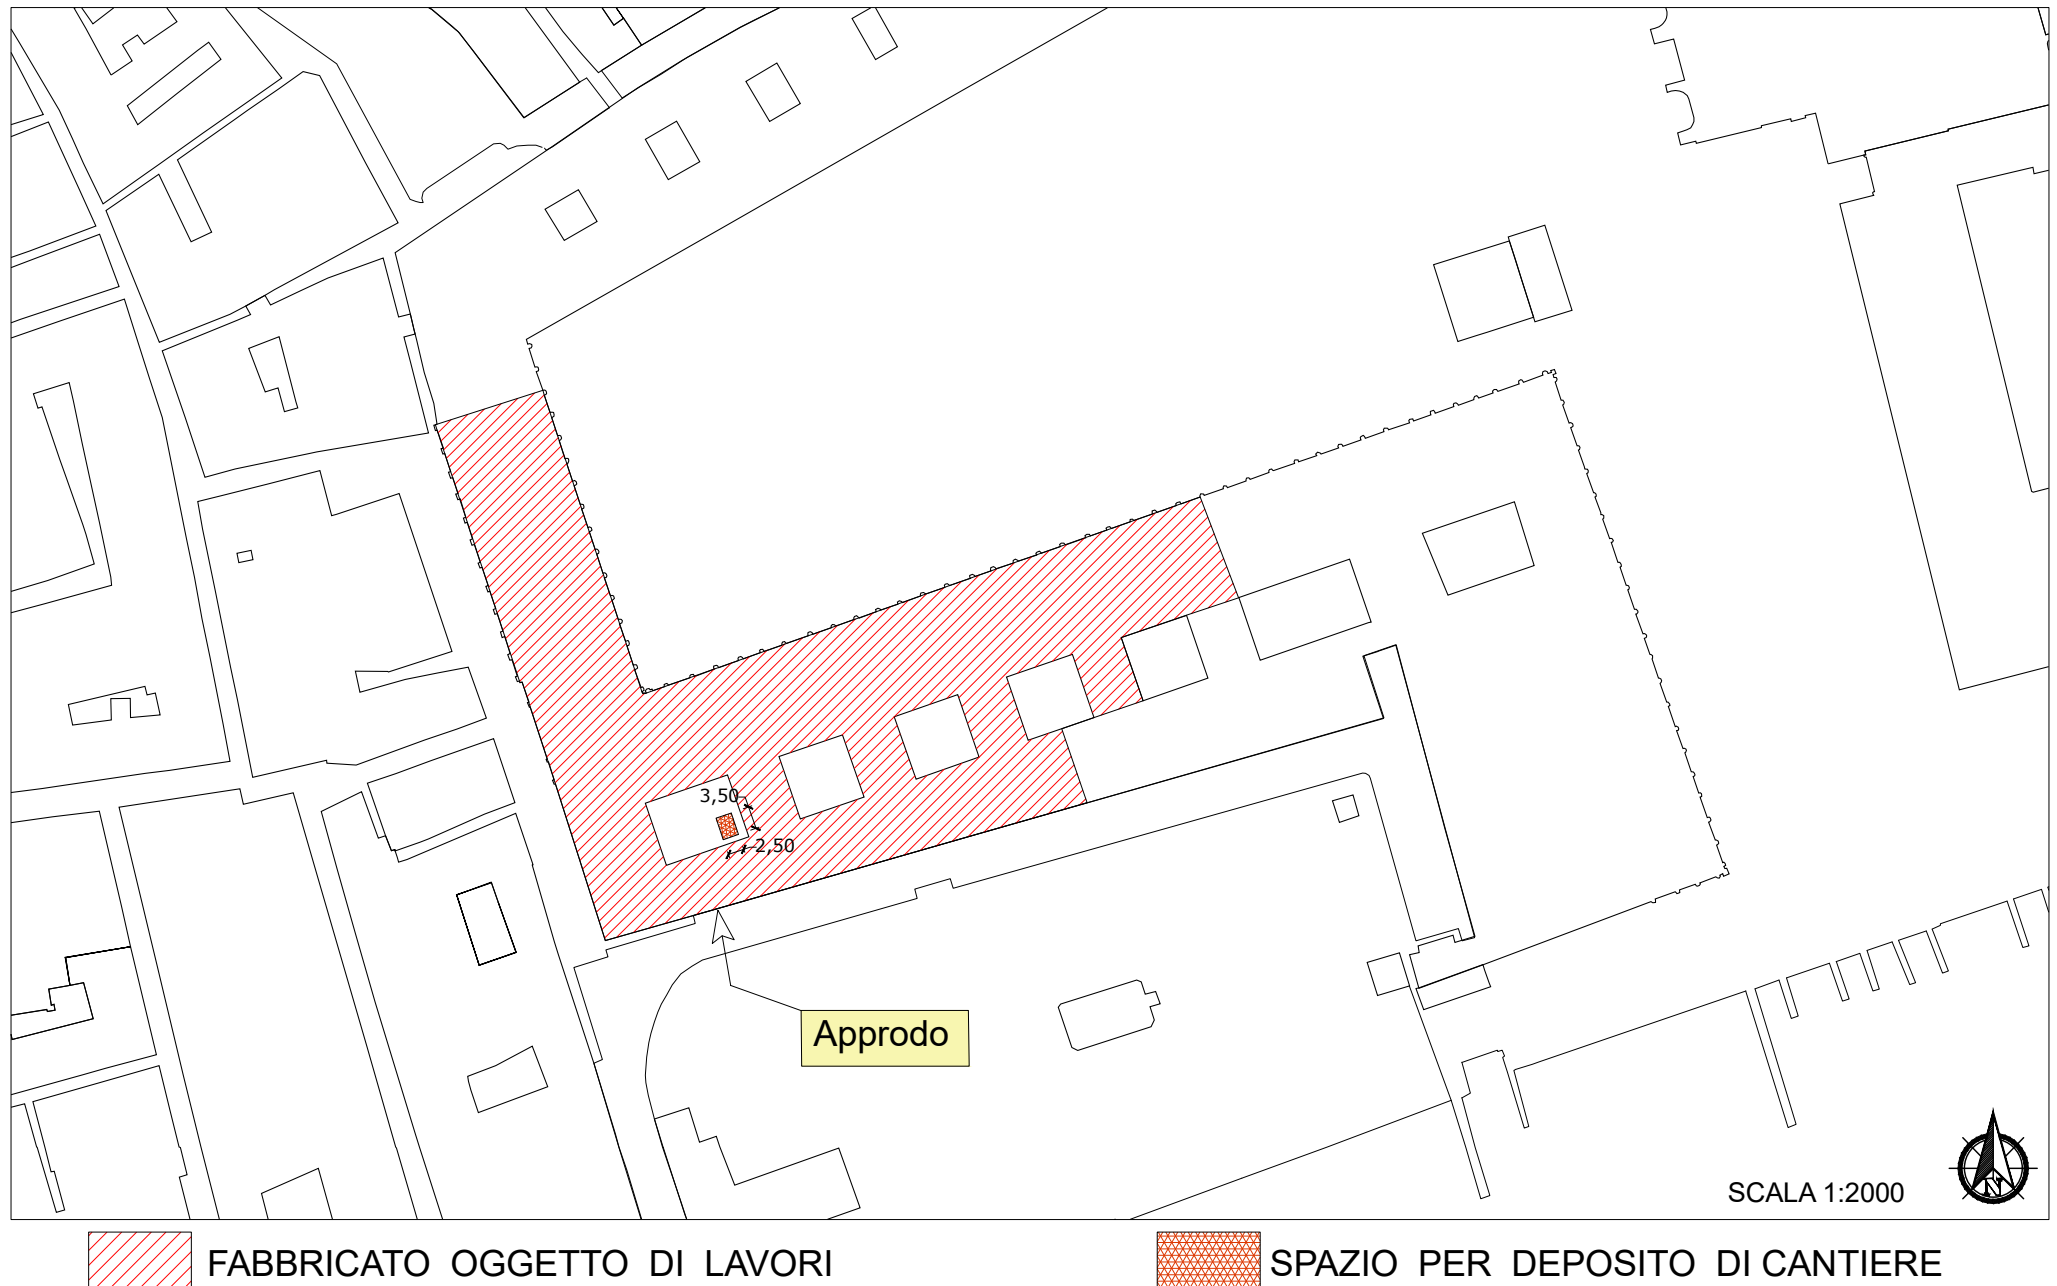 3,50
2,50
Approdo
SCALA 1:2000
N
FABBRICATO OGGETTO DI LAVORI
SPAZIO PER DEPOSITO DI CANTIERE